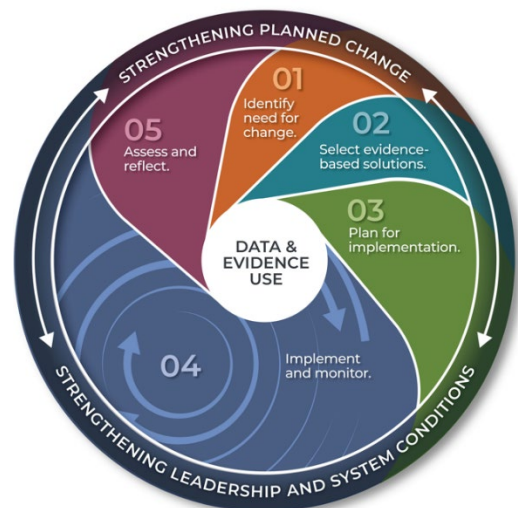 STRENGTHENING PLANNED CHANGE
01
Identify
need for
change.
02
Select evidence-
based solutions.
03
Plan for
implementation.
04
Implement
and monitor.
05
Assess and
reflect.
DATA &
EVIDENCE
USE
STRENGTHENING LEADERSHIP AND SYSTEM CONDITIONS